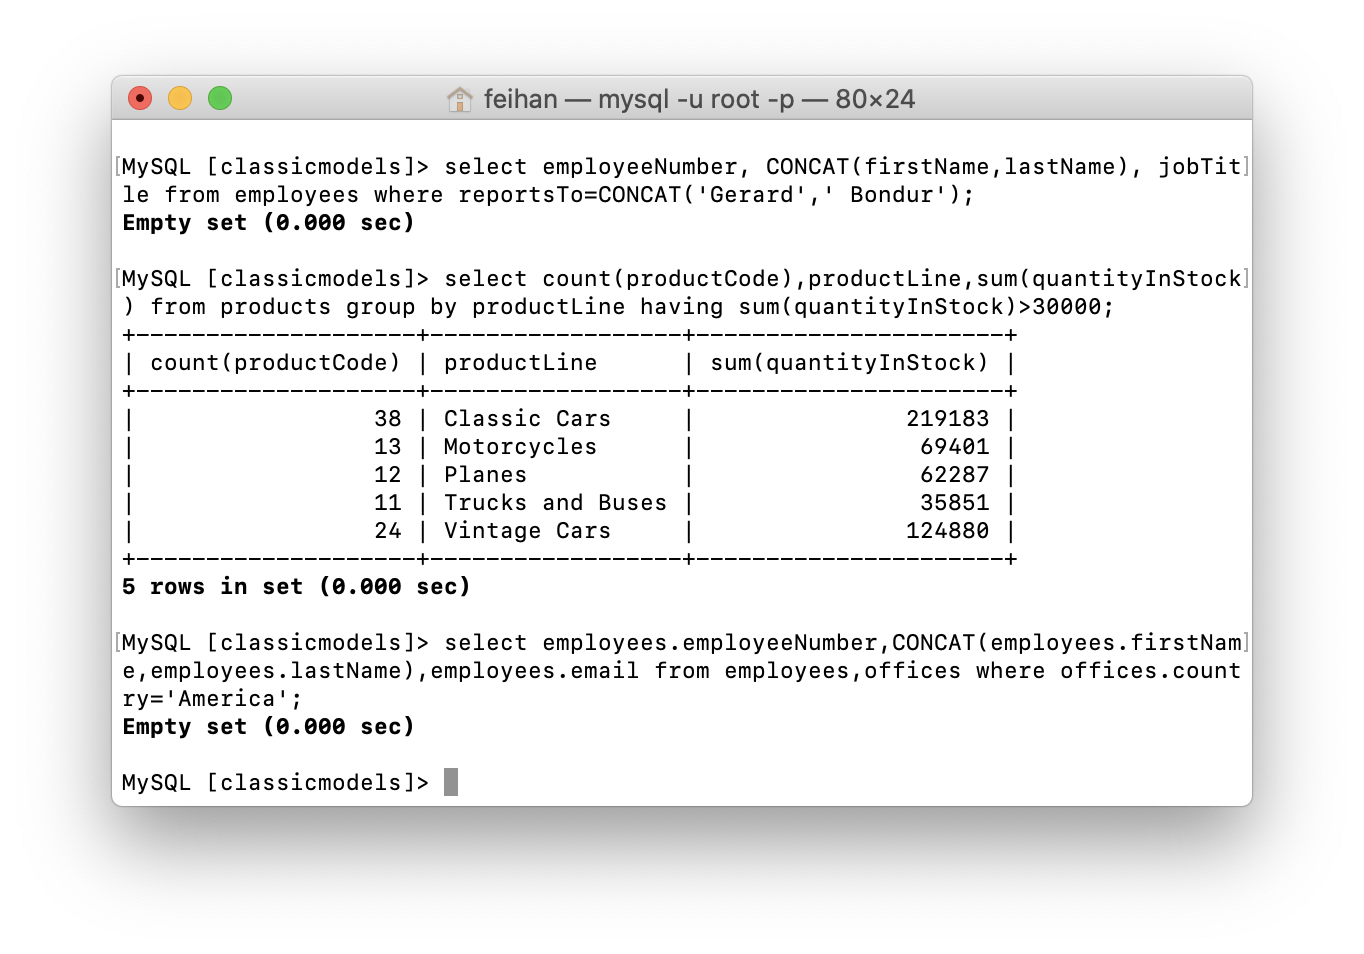 feihan — mysql -u root -p — 80×24
[MySQL [classicmodels]> select employeeNumber, CONCAT(firstName,lastName), jobTit]
le from employees where reportsTo=CONCAT('Gerard',' Bondur');
Empty set (0.000 sec)
[MySQL [classicmodels]> select count(productCode),productLine,sum(quantityInStock]
) from products group by productLine having sum(quantityInStock)>30000;
+---------------------+-------------------+----------------------+
| count(productCode) | productLine      | sum(quantityInStock) |
+---------------------+-------------------+----------------------+
|                 38 | Classic Cars     |               219183 |
|                 13 | Motorcycles      |                69401 |
|                 12 | Planes           |                62287 |
|                 11 | Trucks and Buses |                35851 |
|                 24 | Vintage Cars     |               124880 |
+---------------------+-------------------+----------------------+
5 rows in set (0.000 sec)
[MySQL [classicmodels]> select employees.employeeNumber,CONCAT(employees.firstNam]
e,employees.lastName),employees.email from employees,offices where offices.count
ry='America';
Empty set (0.000 sec)
MySQL [classicmodels]>